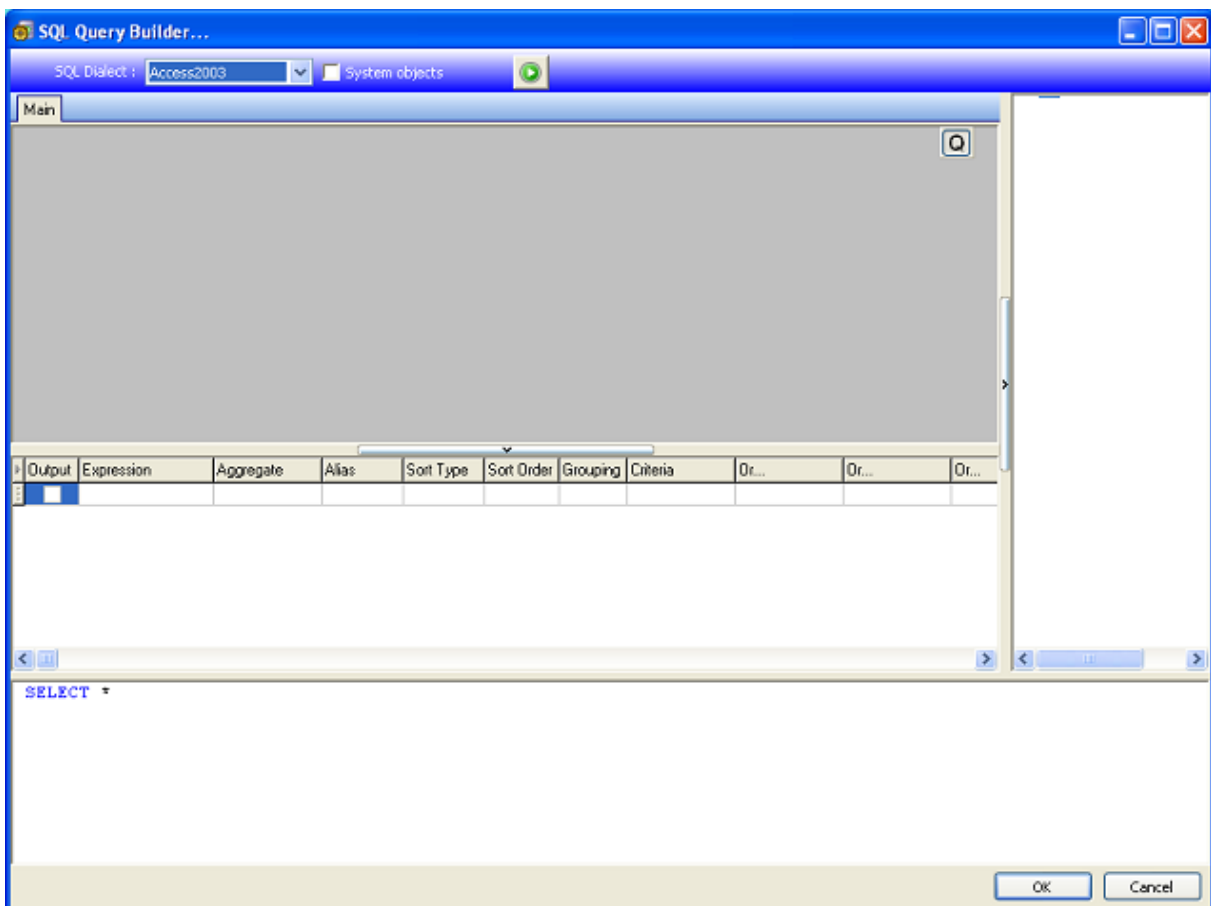 SQL Query Builder...
SQL Dialect : Access2003 System objects
Main
Q
Output Expression Aggregate Alias Sort Type Sort Order Grouping Criteria Or... Or... Or...
SELECT *
OK Cancel